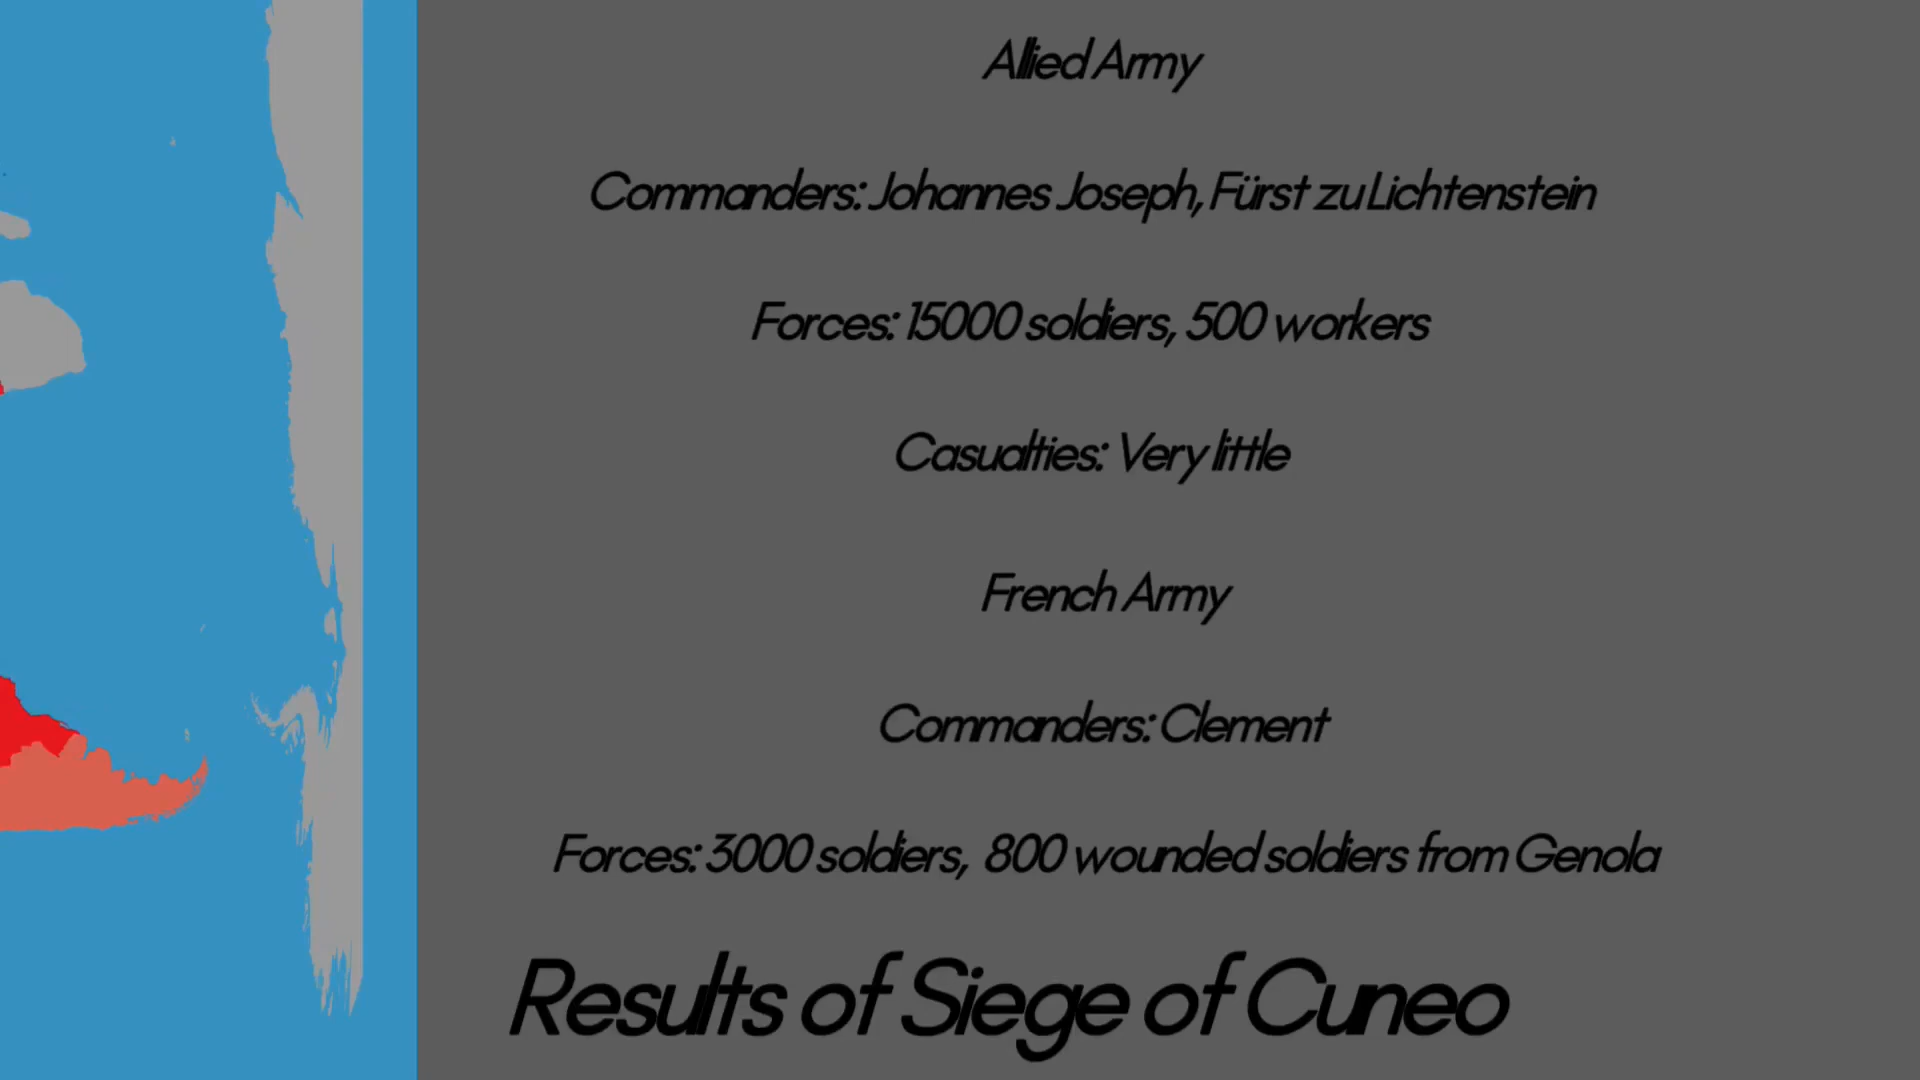 Allied Army
Commanders: Johannes Joseph, Fürst zu Lichtenstein
Forces: 15000 soldiers, 500 workers
Casualties: Very little
French Army
Commanders: Clement
Forces: 3000 soldiers, 800 wounded soldiers from Genola
Results of Siege of Cuneo